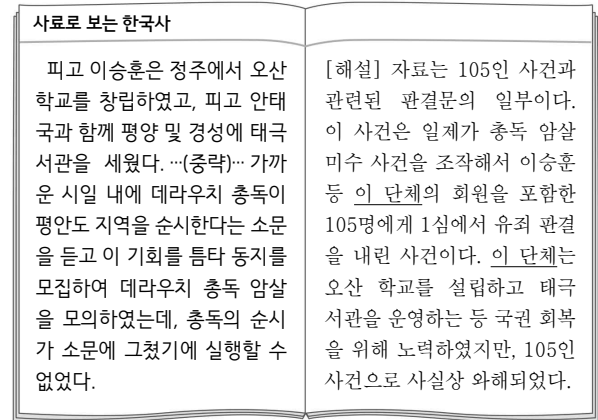 사료로 보는 한국사
피고 이승훈은 정주에서 오산
학교를 창립하였고, 피고 안태
국과 함께 평양 및 경성에 태극
서관을 세웠다. …(중략)… 가까
운 시일 내에 데라우치 총독이
평안도 지역을 순시한다는 소문
을 듣고 이 기회를 틈타 동지를
모집하여 데라우치 총독 암살
을 모의하였는데, 총독의 순시
가 소문에 그쳤기에 실행할 수
없었다.
[해설] 자료는 105인 사건과
관련된 판결문의 일부이다.
이 사건은 일제가 총독 암살
미수 사건을 조작해서 이승훈
등 이 단체의 회원을 포함한
105명에게 1심에서 유죄 판결
을 내린 사건이다. 이 단체는
오산 학교를 설립하고 태극
서관을 운영하는 등 국권 회복
을 위해 노력하였지만, 105인
사건으로 사실상 와해되었다.